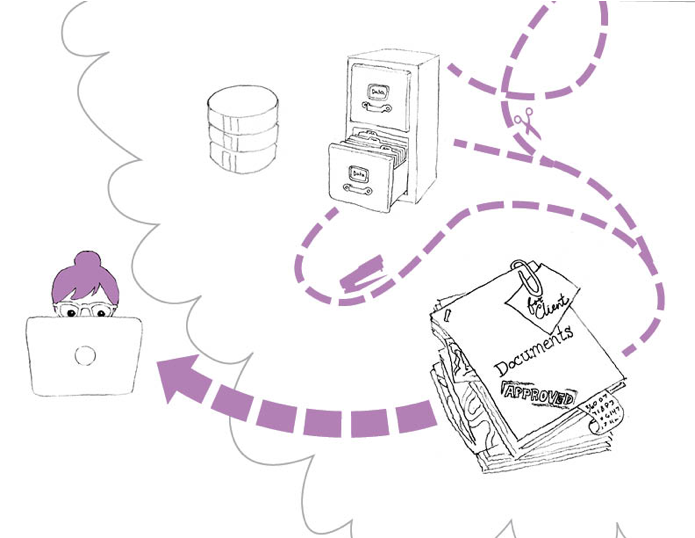 Data
Data
for
Client
Documents
APPROVED